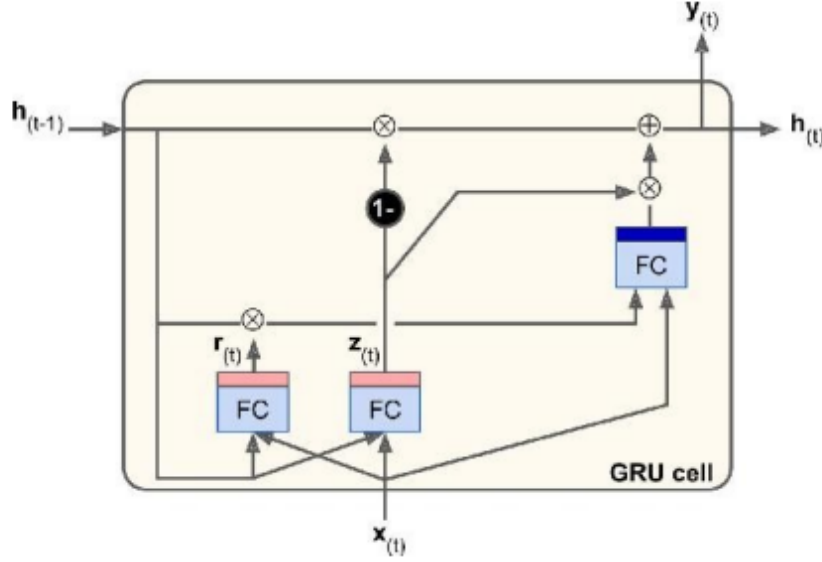 y(t)
h(t-1)
h(t)
1-
FC
r(t)
z(t)
FC
FC
GRU cell
x(t)